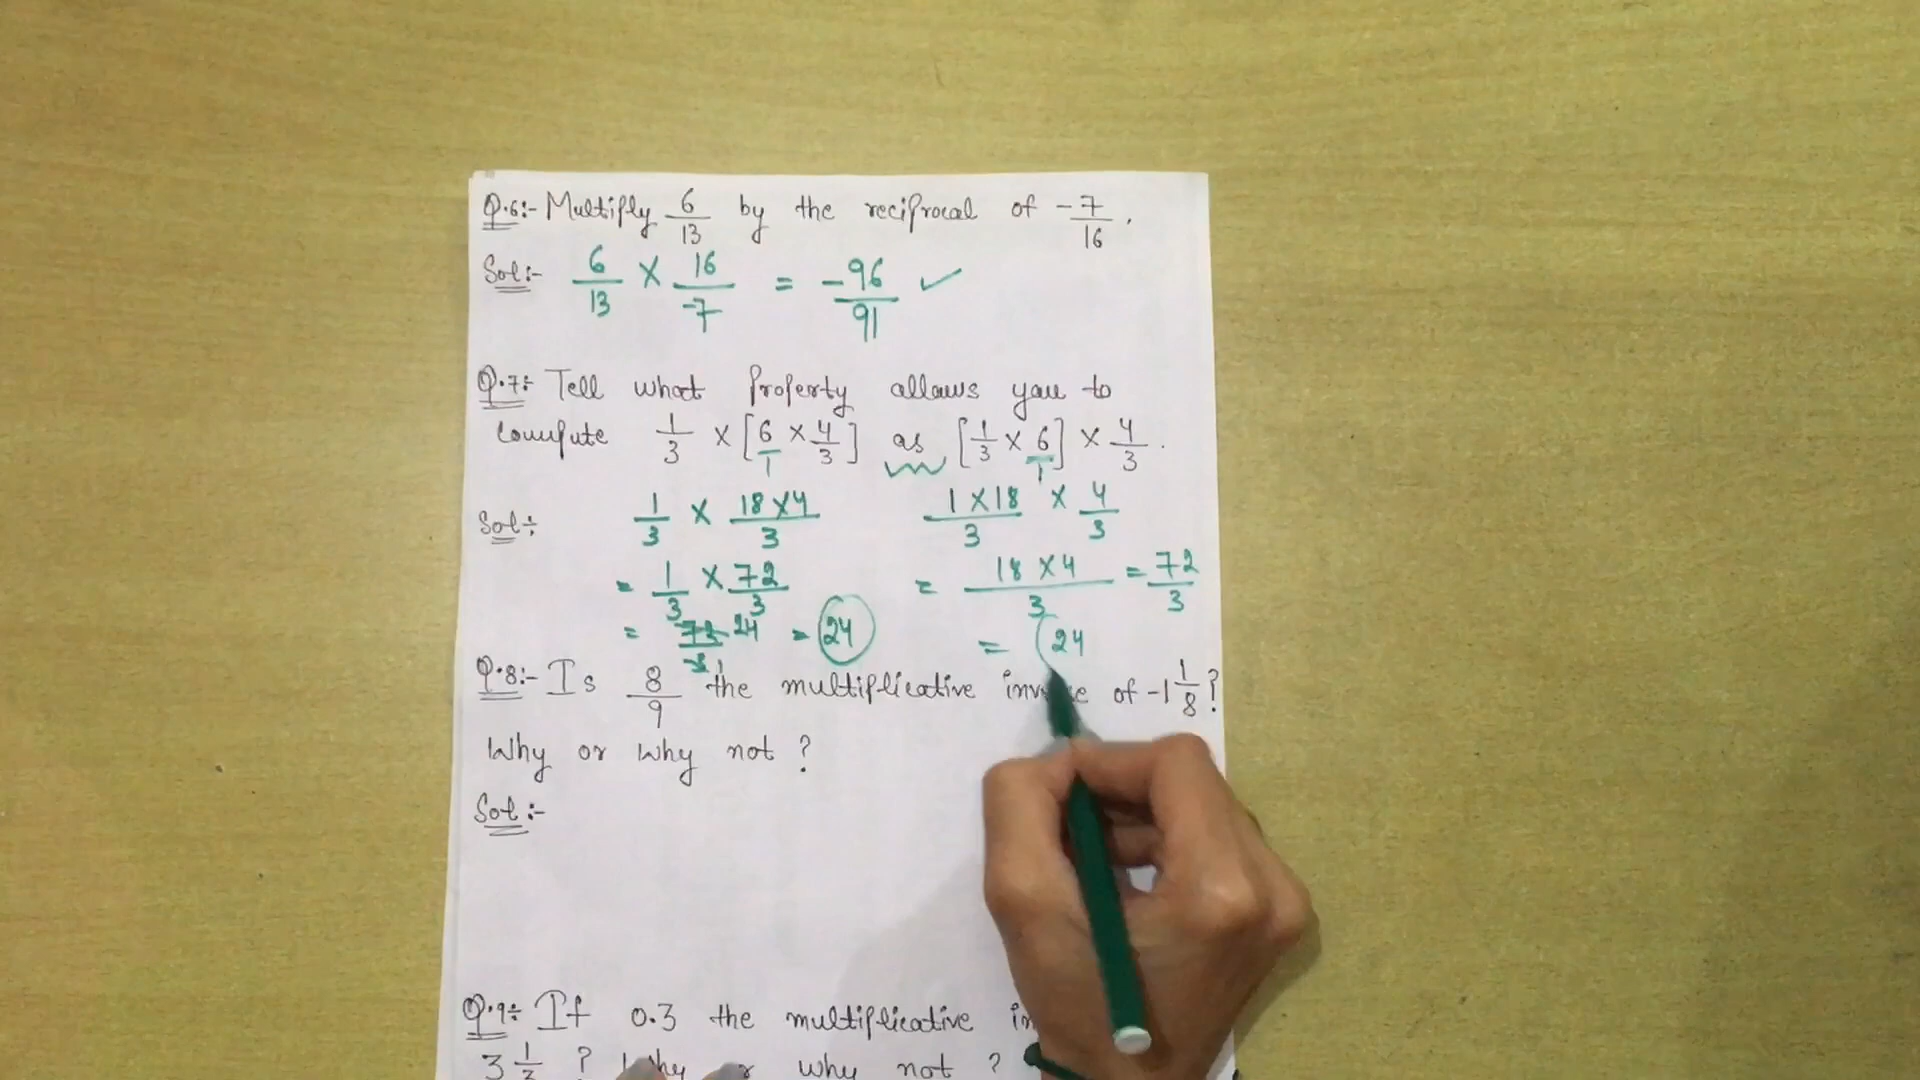 Q.6:- Multiply 6/13 by the reciprocal of -7/16.
Sol:- 6/13 × 16/-7 = -96/91 ✓
Q.7:- Tell what property allows you to
compute 1/3 × [6/1 × 4/3] as [1/3 × 6/1] × 4/3.
Sol:- 1/3 × 18×4/3 1×18/3 × 4/3
= 1/3 × 72/3 = 18×4/3 = 72/3
= 72/3 24 1 = 24 = 24
Q.8:- Is 8/9 the multiplicative of -1 1/8?
Why or why not?
Sol:-
Q.9:- If 0.3 the multiplicative
3 1/3? why not?